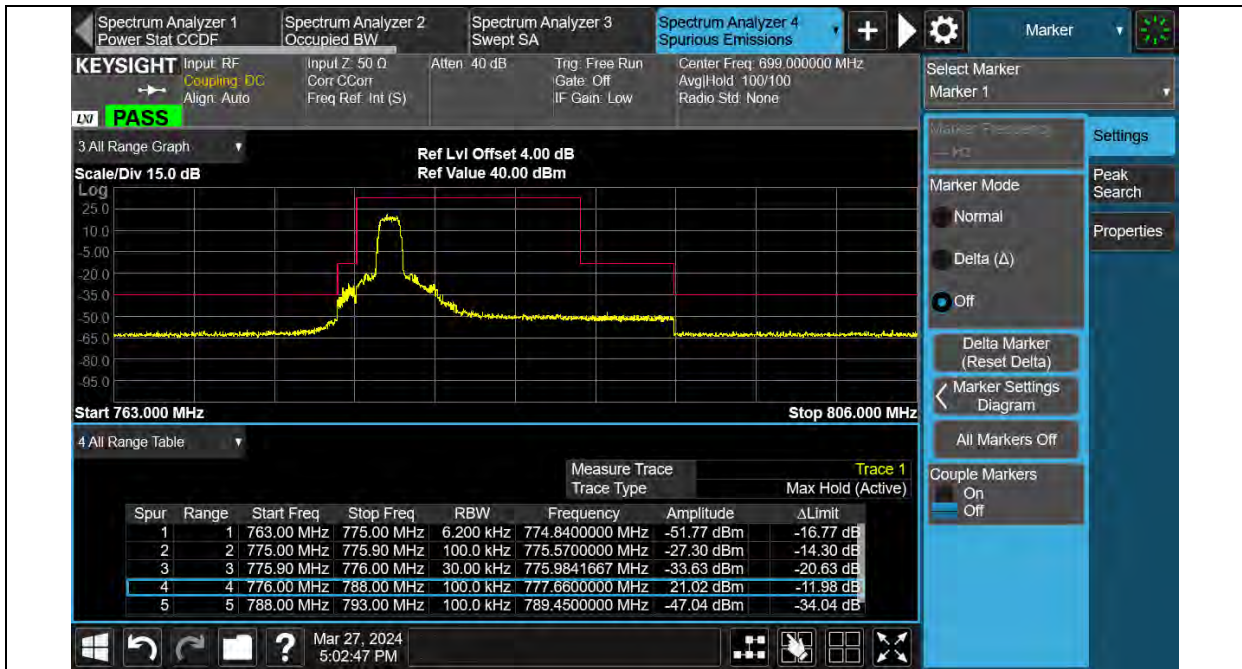 Spectrum Analyzer 1
Power Stat CCDF
Spectrum Analyzer 2
Occupied BW
Spectrum Analyzer 3
Swept SA
Spectrum Analyzer 4
Spurious Emissions
Marker
KEYSIGHT
Input: RF
Coupling: DC
Align: Auto
Input Z: 50 Ω
Corr CCorr
Freq Ref: Int (S)
Atten: 40 dB
Trig: Free Run
Gate: Off
IF Gain: Low
Center Freq: 699.000000 MHz
Avg|Hold: 100/100
Radio Std: None
LXI
PASS
Select Marker
Marker 1
Marker Frequency
--- Hz
Settings
Peak Search
Properties
Marker Mode
Normal
Delta (Δ)
Off
Delta Marker
(Reset Delta)
Marker Settings
Diagram
All Markers Off
Couple Markers
On
Off
3 All Range Graph
Scale/Div 15.0 dB
Ref Lvl Offset 4.00 dB
Ref Value 40.00 dBm
Log
25.0
10.0
-5.00
-20.0
-35.0
-50.0
-65.0
-80.0
-95.0
Start 763.000 MHz
Stop 806.000 MHz
4 All Range Table
Measure Trace Trace 1
Trace Type Max Hold (Active)
Spur Range Start Freq Stop Freq RBW Frequency Amplitude ΔLimit
1 1 763.00 MHz 775.00 MHz 6.200 kHz 774.8400000 MHz -51.77 dBm -16.77 dB
2 2 775.00 MHz 775.90 MHz 100.0 kHz 775.5700000 MHz -27.30 dBm -14.30 dB
3 3 775.90 MHz 776.00 MHz 30.00 kHz 775.9841667 MHz -33.63 dBm -20.63 dB
4 4 776.00 MHz 788.00 MHz 100.0 kHz 777.6600000 MHz 21.02 dBm -11.98 dB
5 5 788.00 MHz 793.00 MHz 100.0 kHz 789.4500000 MHz -47.04 dBm -34.04 dB
?
Mar 27, 2024
5:02:47 PM